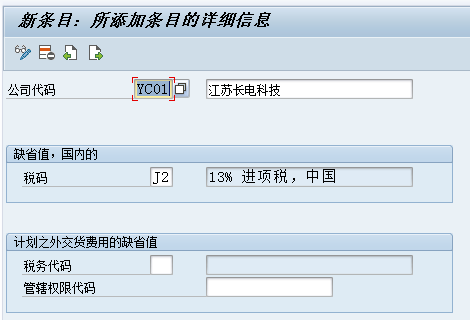 新条目：所添加条目的详细信息
公司代码 YC01 江苏长电科技
缺省值，国内的
税码 J2 13% 进项税，中国
计划之外交货费用的缺省值
税务代码
管辖权限代码